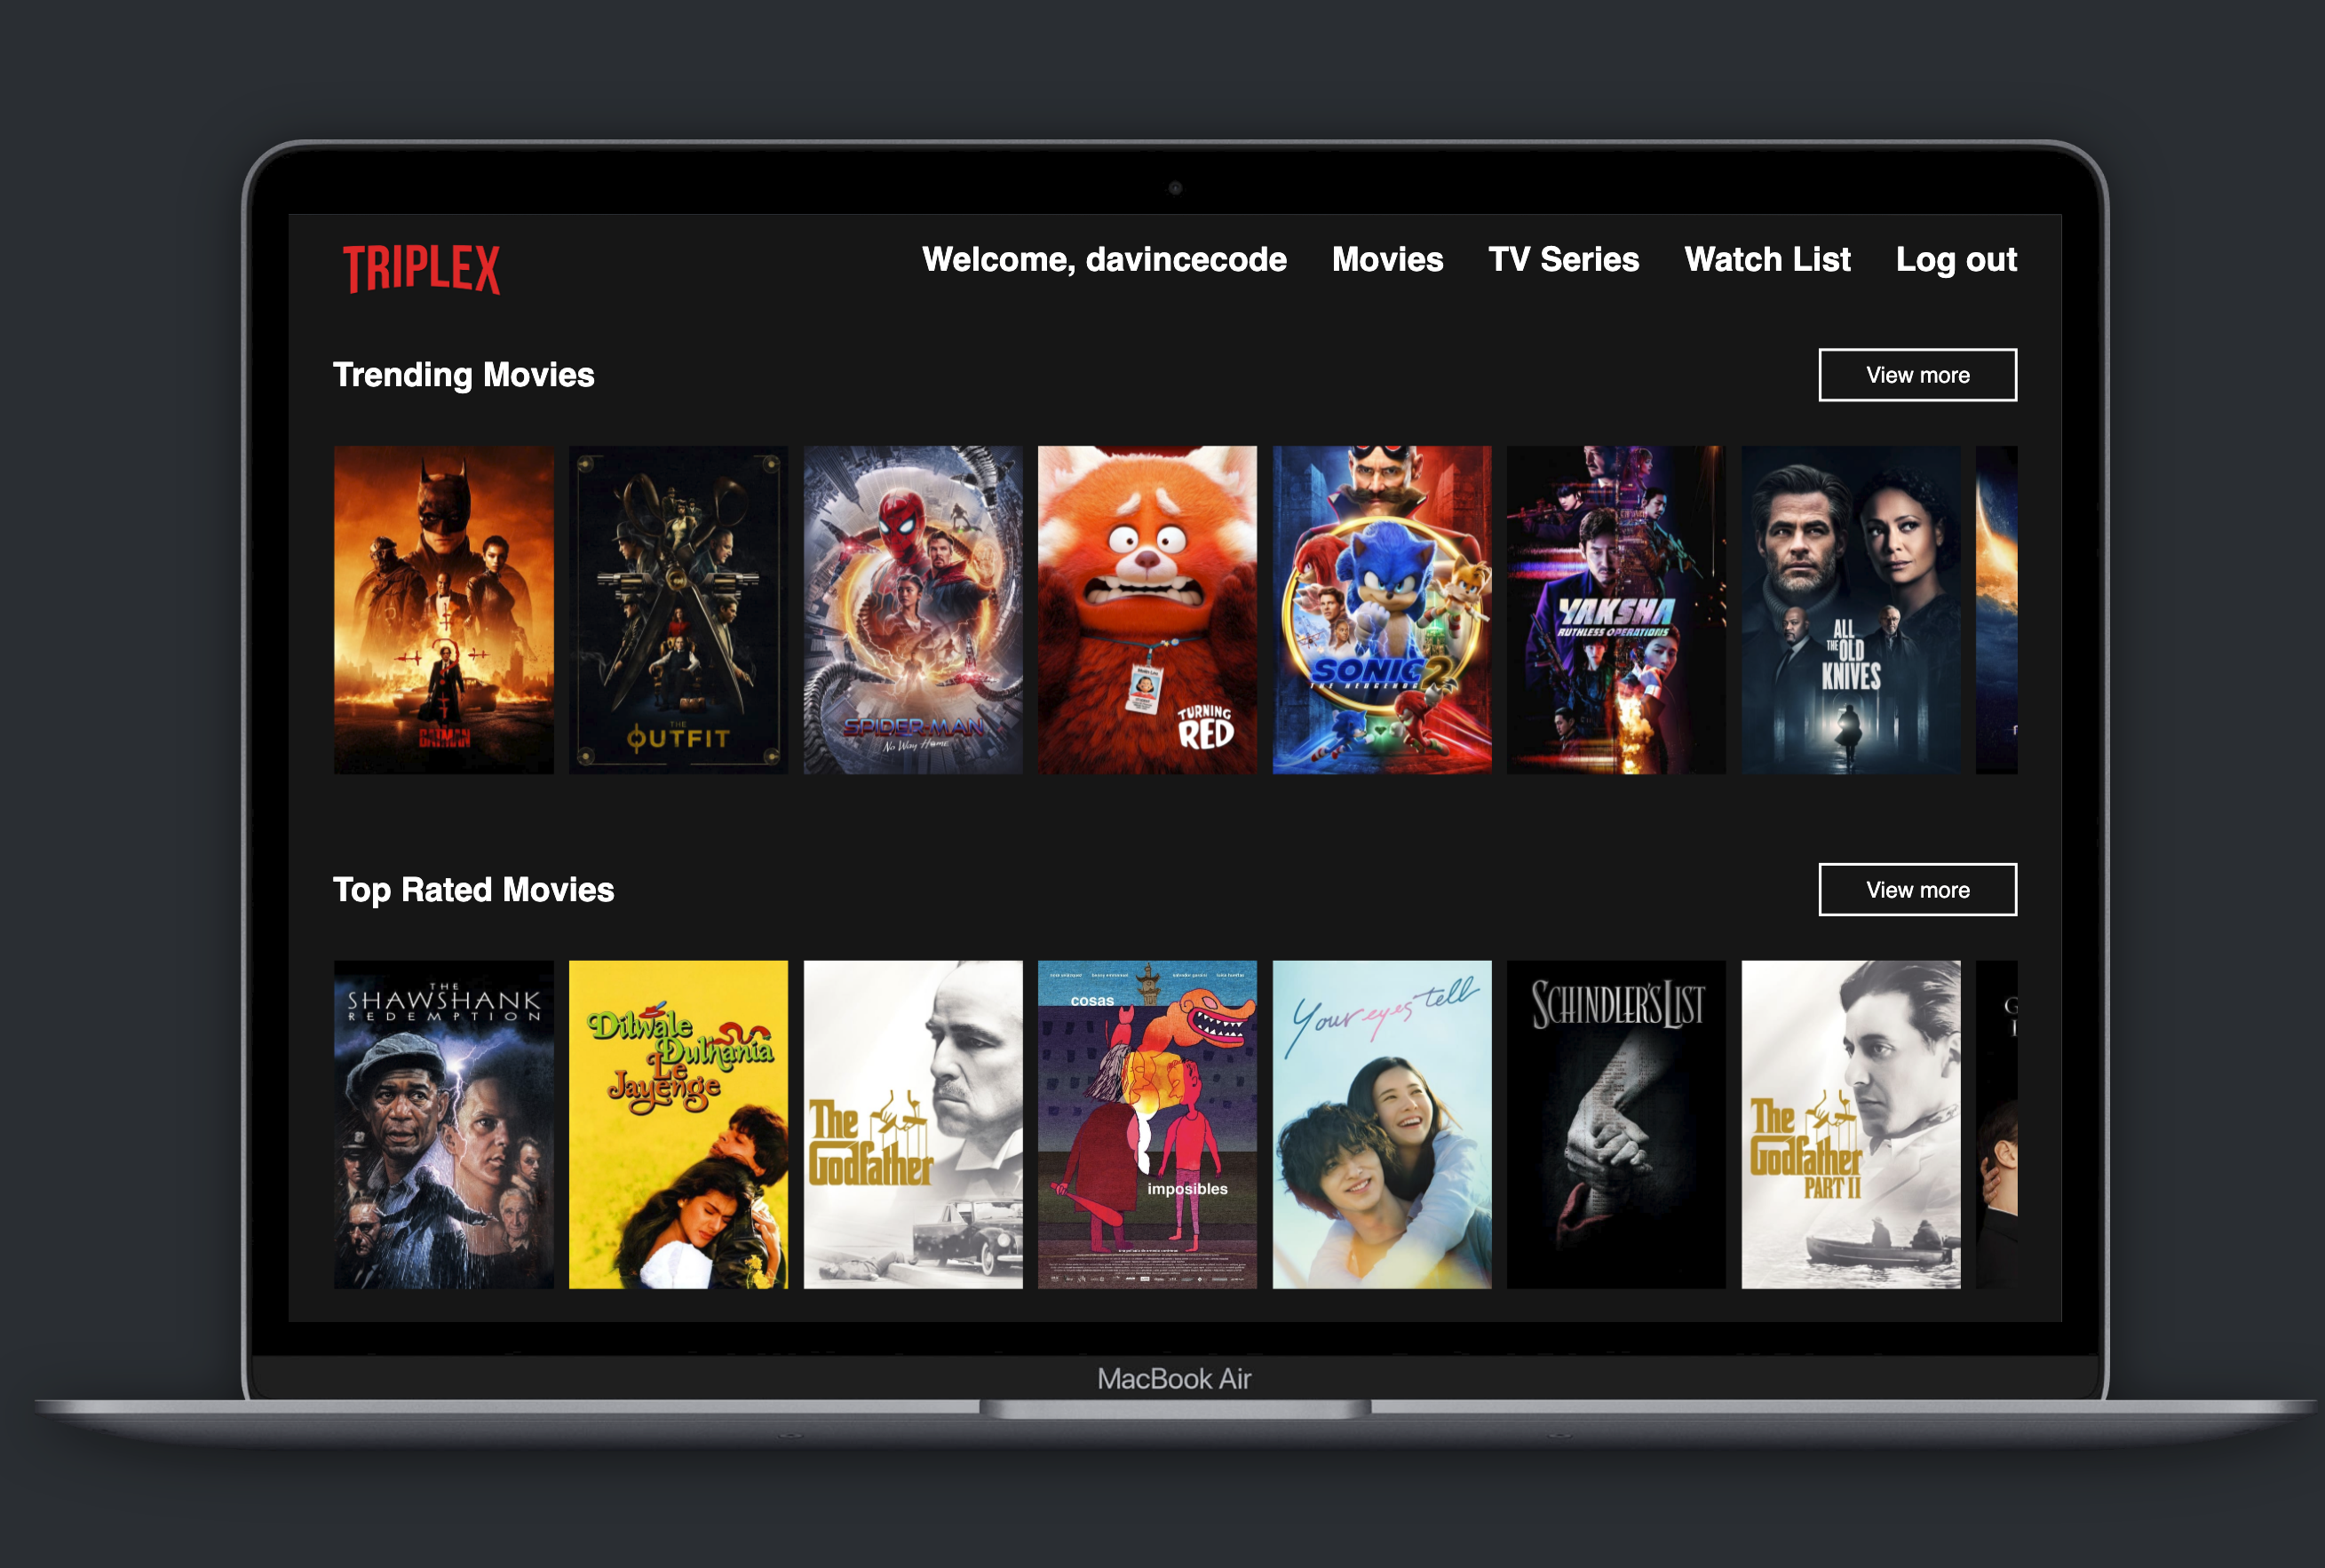 TRIPLEX
Welcome, davincecode
Movies
TV Series
Watch List
Log out
Trending Movies
View more
BATMAN
THE
OUTFIT
SPIDER-MAN
No Way Home
TURNING
RED
SONIC 2
THE HEDGEHOG
YAKSHA
RUTHLESS OPERATIONS
ALL
THE OLD
KNIVES
Top Rated Movies
View more
THE
SHAWSHANK
REDEMPTION
Dilwale
Dulhania
Le
Jayenge
The
Godfather
cosas
imposibles
Your eyes tell
SCHINDLER'S LIST
The
Godfather
PART II
MacBook Air